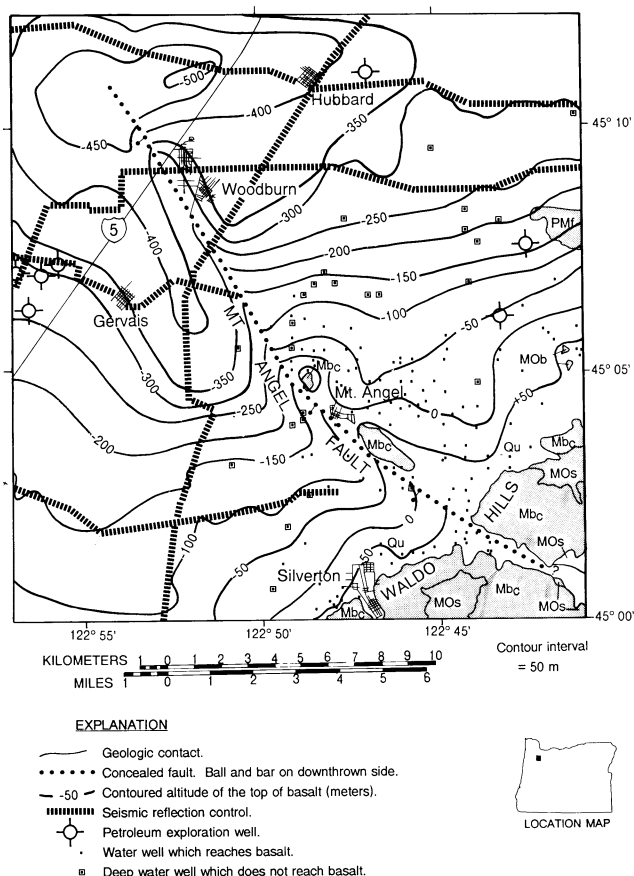 -500
Hubbard
-400
-350
45° 10'
-450
Woodburn
-300
-250
PMf
5
-200
-400
-150
Gervais
MT.
-100
-50
MOb
ANGEL
Mbc
45° 05'
-300
-350
Mt. Angel
+50
-250
0
-200
FAULT
Mbc
Qu
Mbc
-150
MOs
HILLS
Mbc
0
-100
Qu
MOs
-50
50
Silverton
WALDO
Mbc
Mbc
MOs
MOs
45° 00'
122° 55'
122° 50'
122° 45'
KILOMETERS 1 0 1 2 3 4 5 6 7 8 9 10
MILES 1 0 1 2 3 4 5 6
Contour interval
= 50 m
EXPLANATION
Geologic contact.
Concealed fault. Ball and bar on downthrown side.
-50 Contoured altitude of the top of basalt (meters).
Seismic reflection control.
Petroleum exploration well.
Water well which reaches basalt.
Deep water well which does not reach basalt.
LOCATION MAP